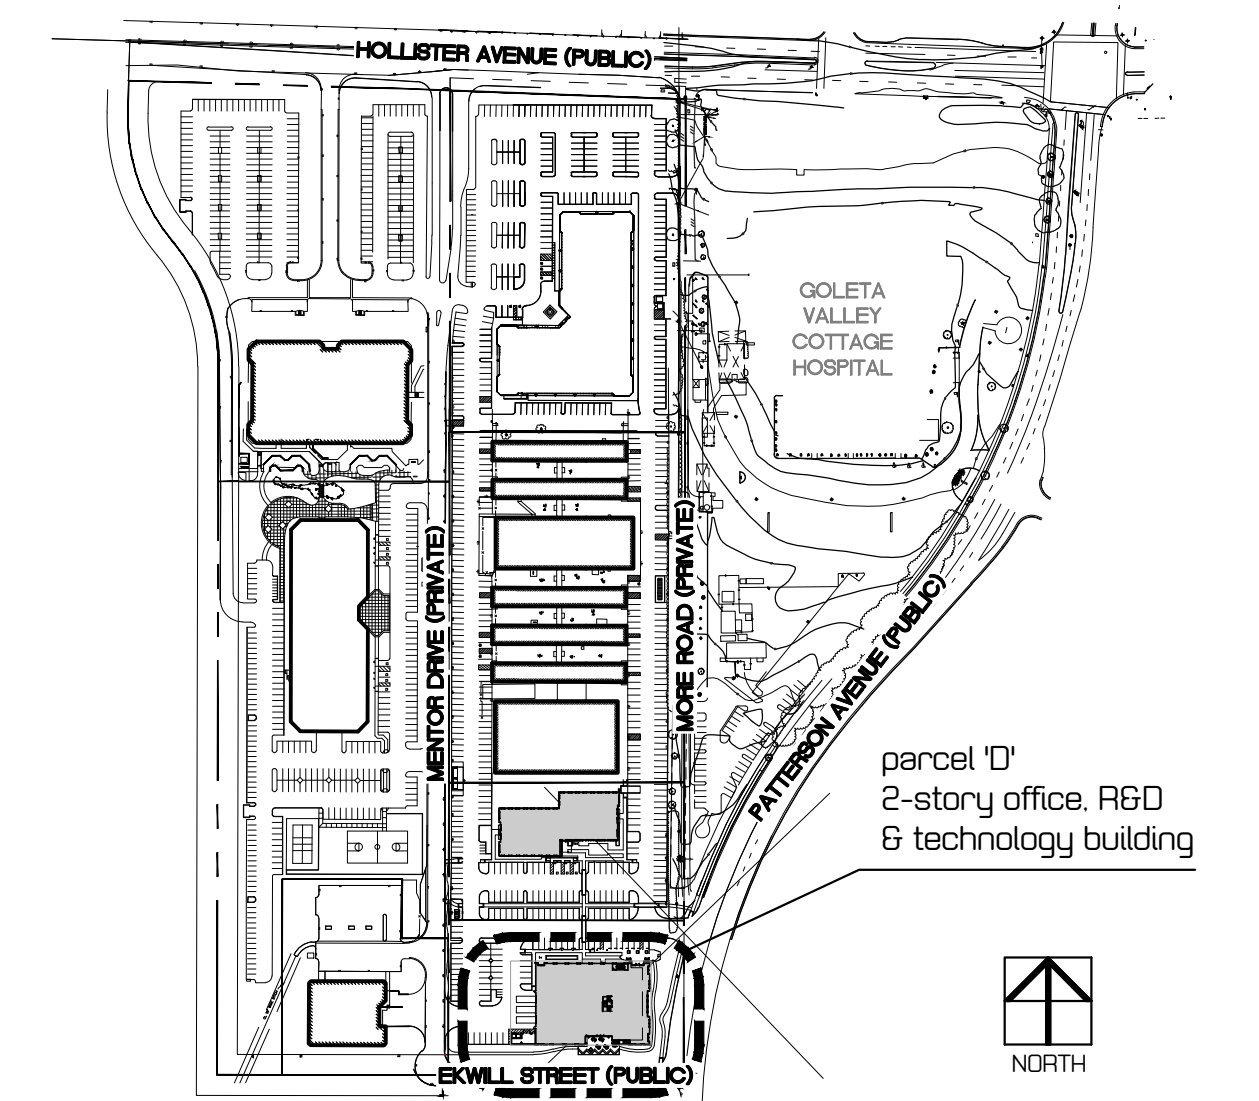 HOLLISTER AVENUE (PUBLIC)
GOLETA
VALLEY
COTTAGE
HOSPITAL
MENTOR DRIVE (PRIVATE)
MORE ROAD (PRIVATE)
PATTERSON AVENUE (PUBLIC)
parcel 'D'
2-story office, R&D
& technology building
EKWILL STREET (PUBLIC)
NORTH